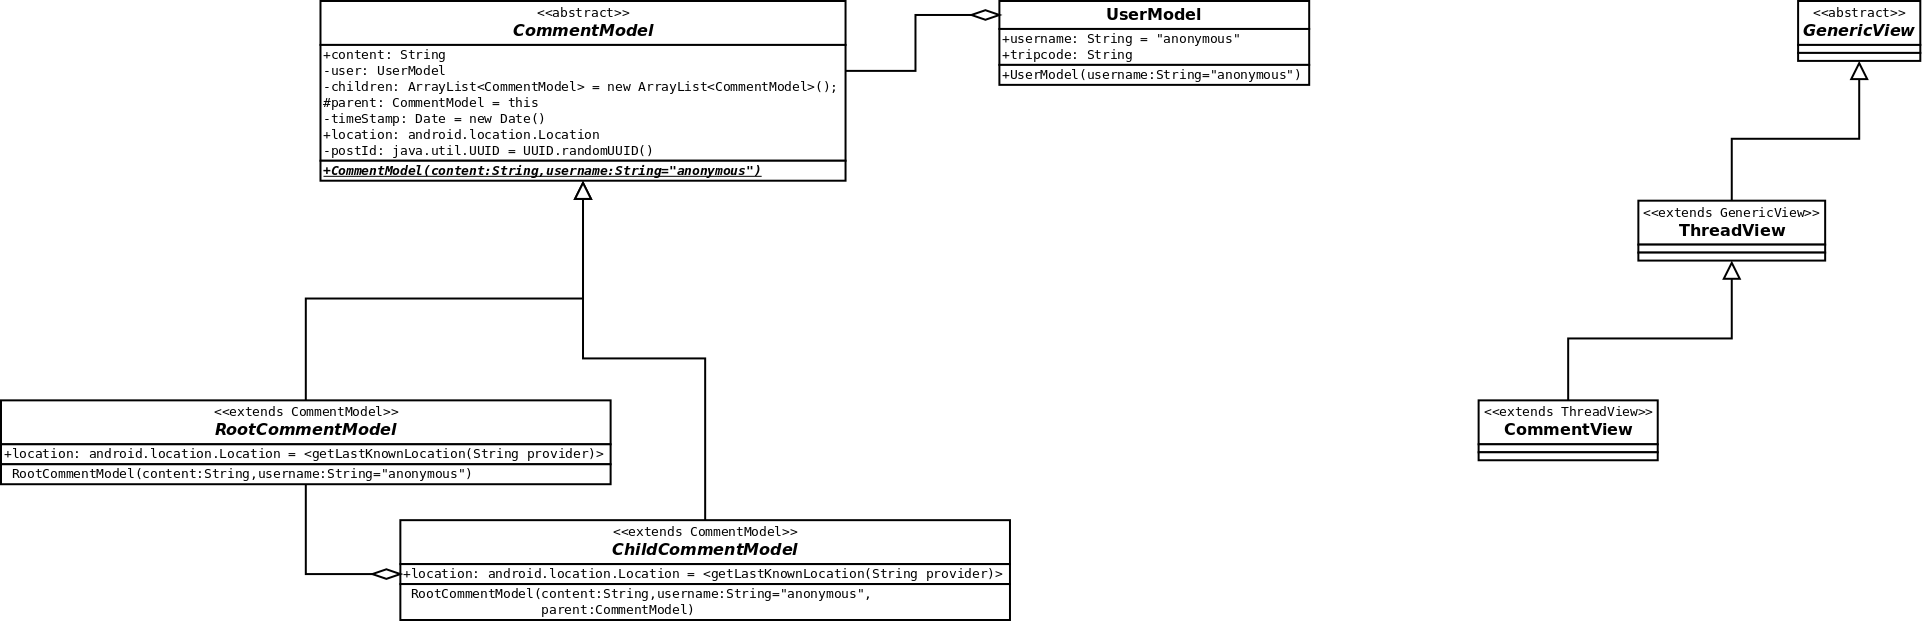 <<abstract>>
CommentModel
+content: String
-user: UserModel
-children: ArrayList<CommentModel> = new ArrayList<CommentModel>();
#parent: CommentModel = this
-timeStamp: Date = new Date()
+location: android.location.Location
-postId: java.util.UUID = UUID.randomUUID()
+CommentModel(content:String,username:String="anonymous")
UserModel
+username: String = "anonymous"
+tripcode: String
+UserModel(username:String="anonymous")
<<abstract>>
GenericView
<<extends GenericView>>
ThreadView
<<extends ThreadView>>
CommentView
<<extends CommentModel>>
RootCommentModel
+location: android.location.Location = <getLastKnownLocation(String provider)>
RootCommentModel(content:String,username:String="anonymous")
<<extends CommentModel>>
ChildCommentModel
+location: android.location.Location = <getLastKnownLocation(String provider)>
RootCommentModel(content:String,username:String="anonymous",
parent:CommentModel)